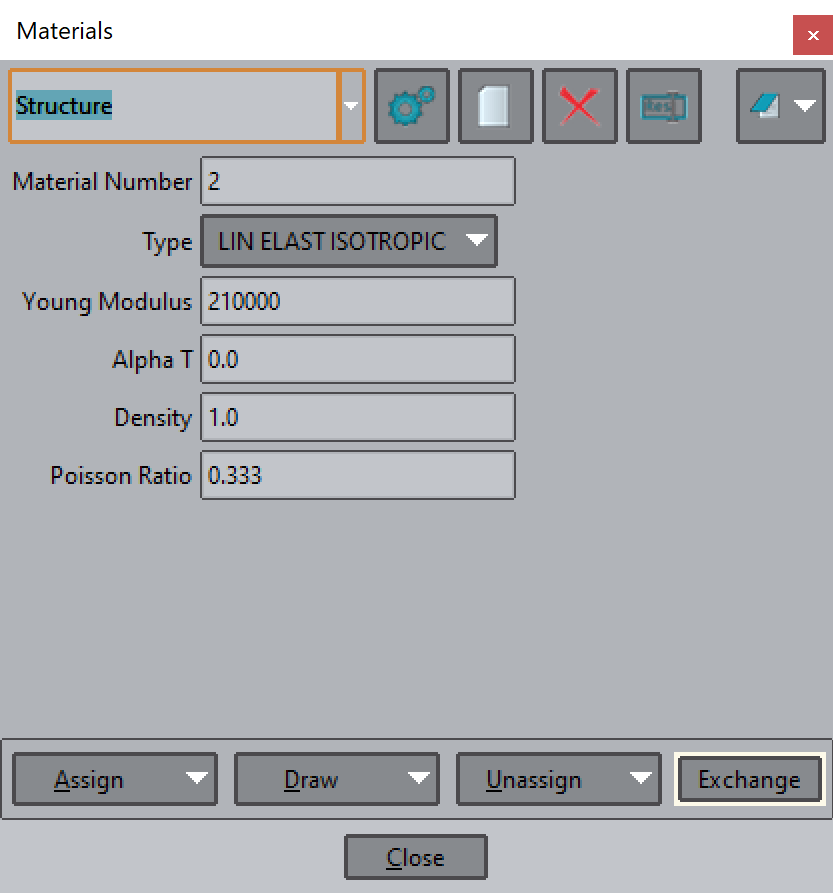 Materials
x
Structure
Material Number 2
Type LIN ELAST ISOTROPIC
Young Modulus 210000
Alpha T 0.0
Density 1.0
Poisson Ratio 0.333
Assign Draw Unassign Exchange
Close